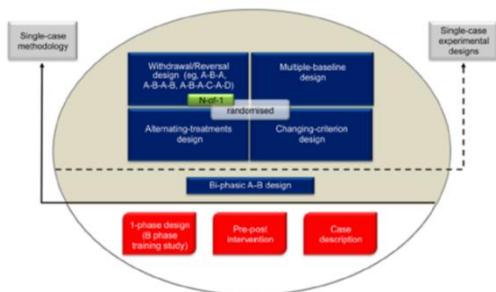 Single-case
methodology
Single-case
experimental
designs
Withdrawal/Reversal
design (eg, A-B-A,
A-B-A-B, A-B-A-C-A-D)
Multiple-baseline
design
N-of-1
randomised
Alternating-treatments
design
Changing-criterion
design
Bi-phasic A–B design
1-phase design
(B phase
training study)
Pre-post
intervention
Case
description